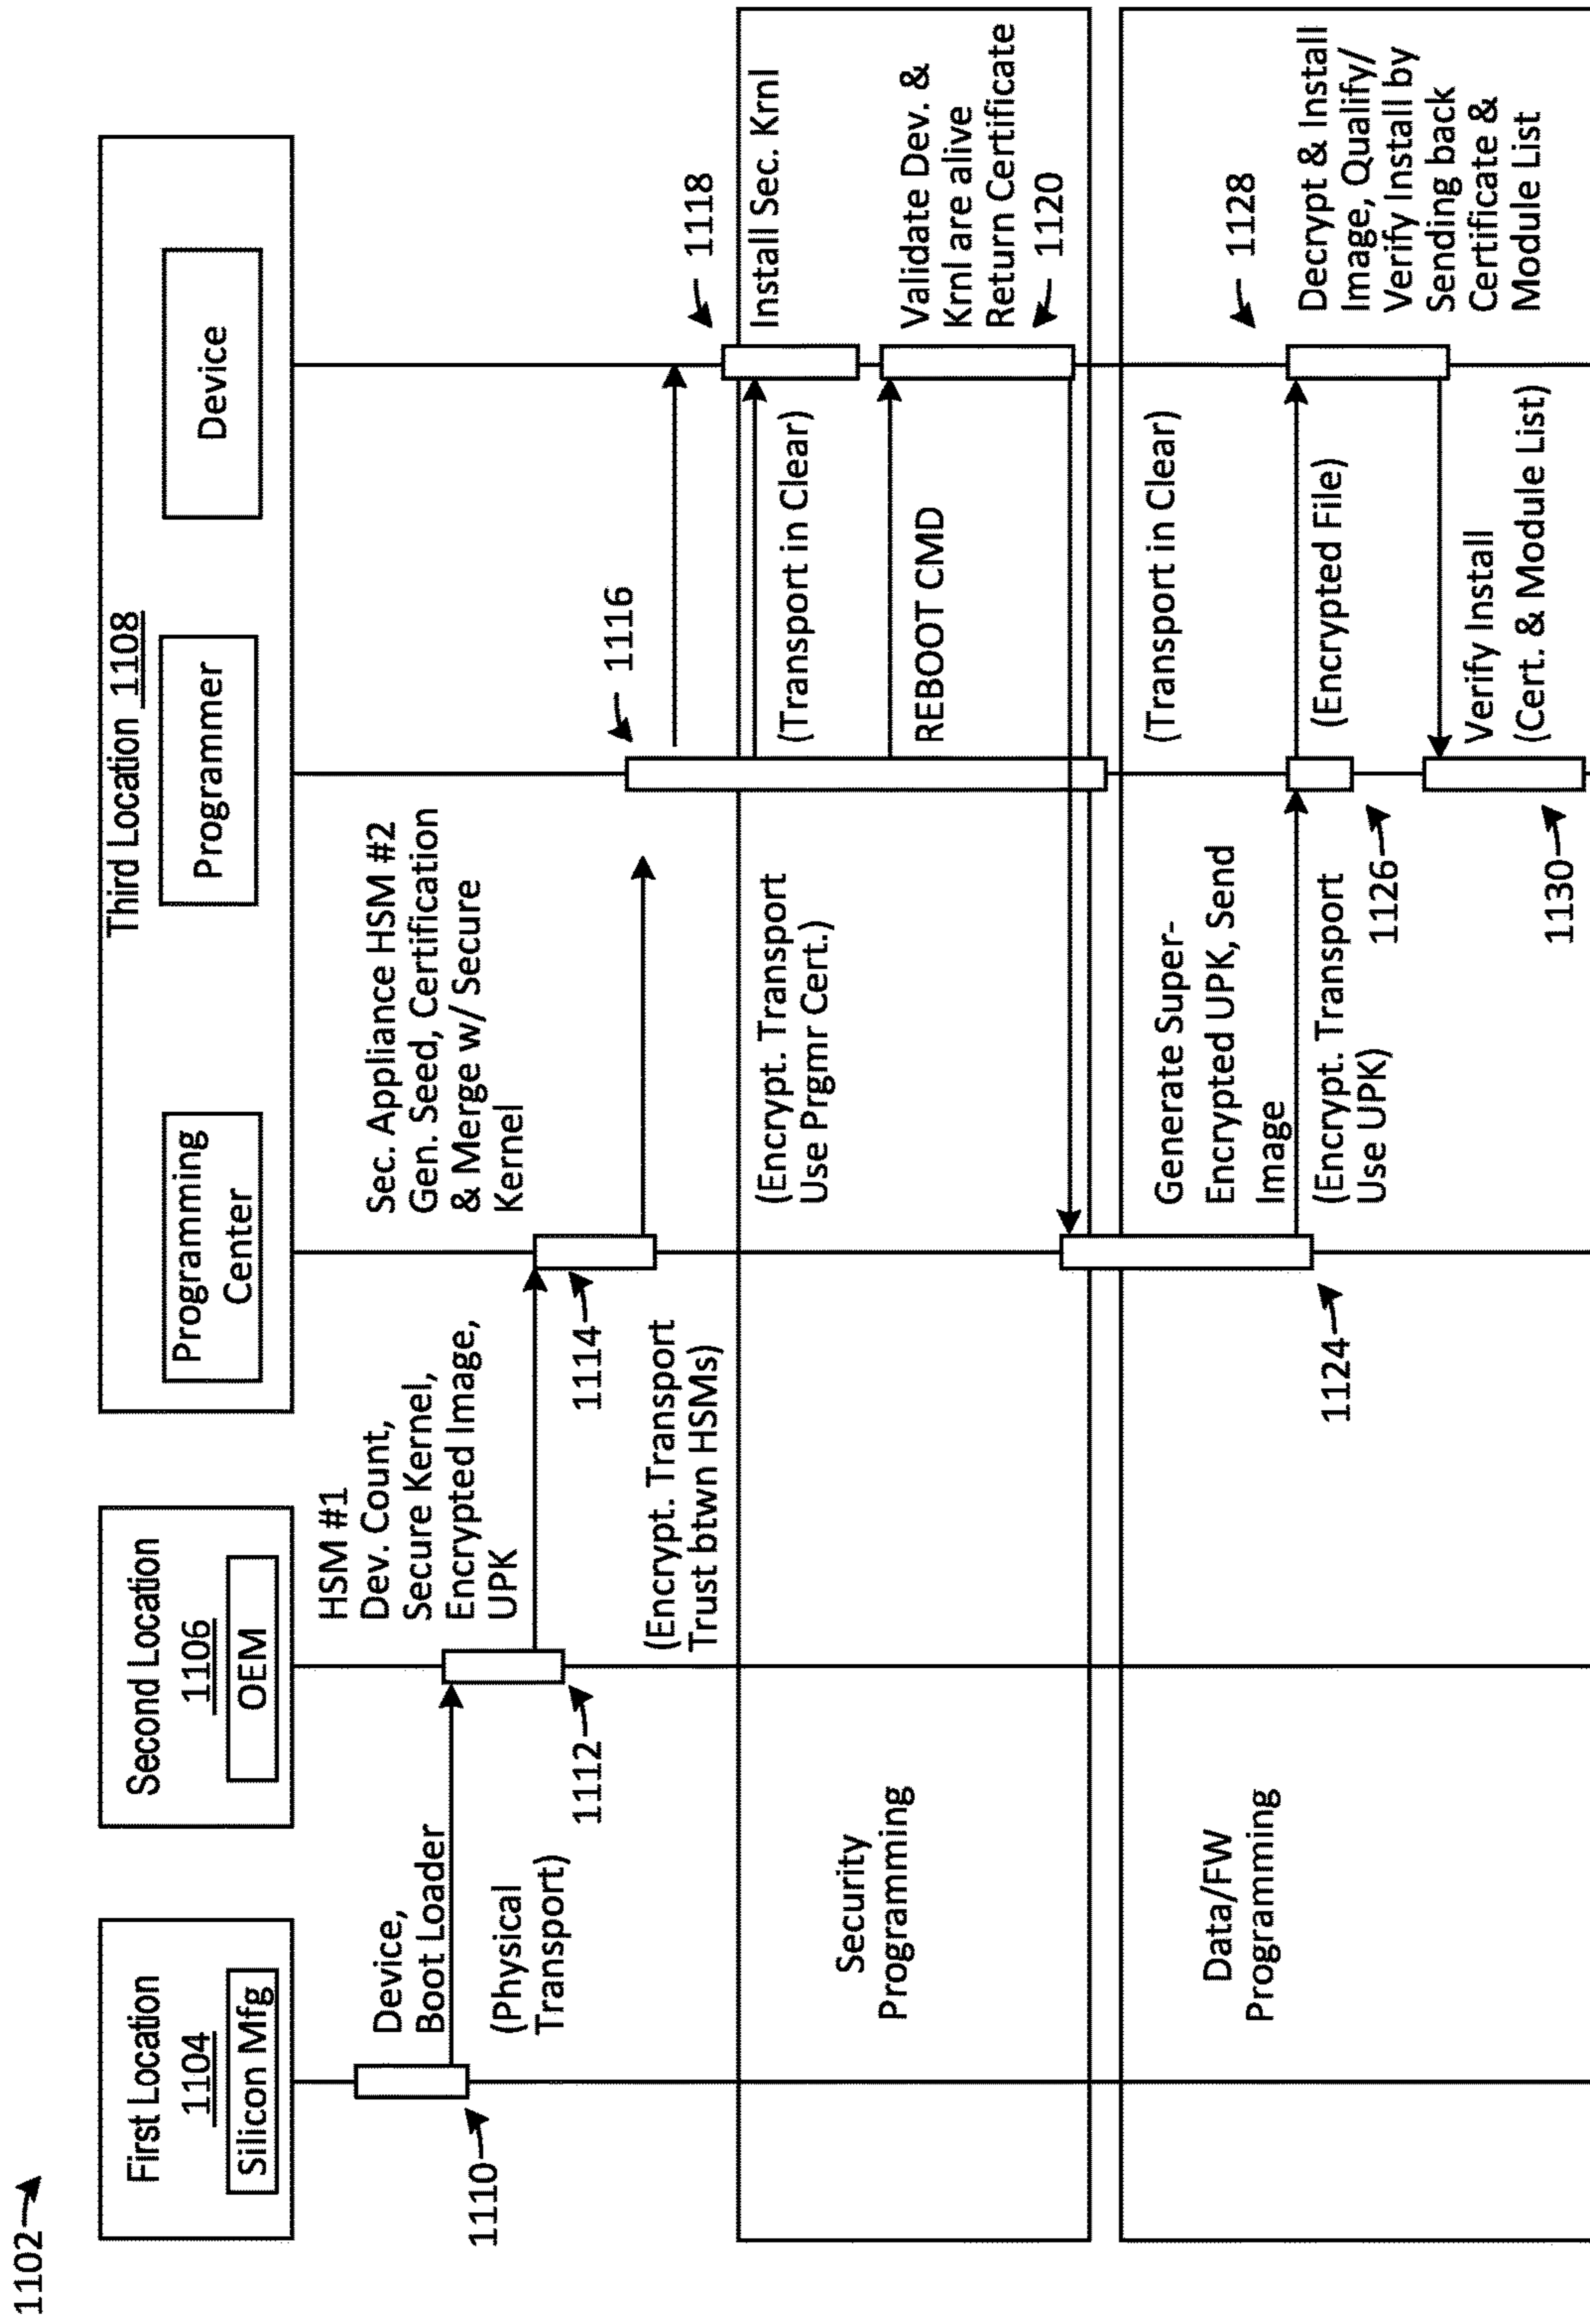 1102
First Location
1104
Silicon Mfg
Second Location
1106
OEM
Third Location 1108
Programming
Center
Programmer
Device
Device,
Boot Loader
(Physical
Transport)
1110
HSM #1
Dev. Count,
Secure Kernel,
Encrypted Image,
UPK
1112
(Encrypt. Transport
Trust btwn HSMs)
1114
Sec. Appliance HSM #2
Gen. Seed, Certification
& Merge w/ Secure
Kernel
1116
1118
Security
Programming
(Encrypt. Transport
Use Prgmr Cert.)
(Transport in Clear)
Install Sec. Krnl
REBOOT CMD
Validate Dev. &
Krnl are alive
Return Certificate
1120
Data/FW
Programming
1124
Generate Super-
Encrypted UPK, Send
Image
(Encrypt. Transport
Use UPK)
1126
(Transport in Clear)
(Encrypted File)
1128
Decrypt & Install
Image, Qualify/
Verify Install by
Sending back
Certificate &
Module List
Verify Install
(Cert. & Module List)
1130